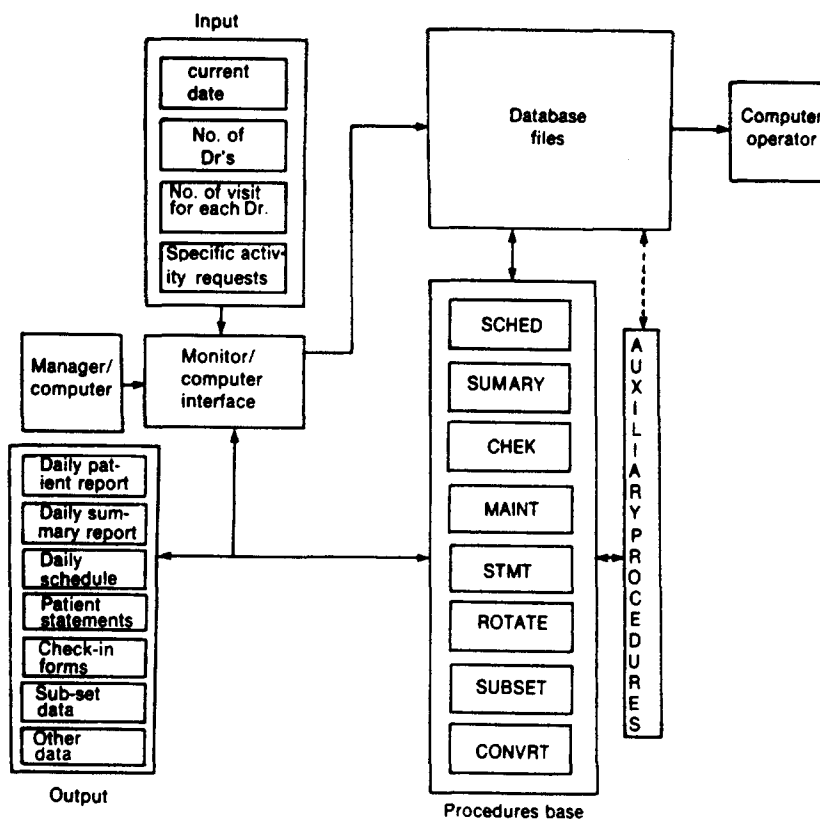 Input
current
date
No. of
Dr's
No. of visit
for each Dr.
Specific activ-
ity requests
Database
files
Computer
operator
Manager/
computer
Monitor/
computer
interface
Daily pat-
ient report
Daily sum-
mary report
Daily
schedule
Patient
statements
Check-in
forms
Sub-set
data
Other
data
Output
SCHED
SUMARY
CHEK
MAINT
STMT
ROTATE
SUBSET
CONVRT
Procedures base
AUXILIARY PROCEDURES